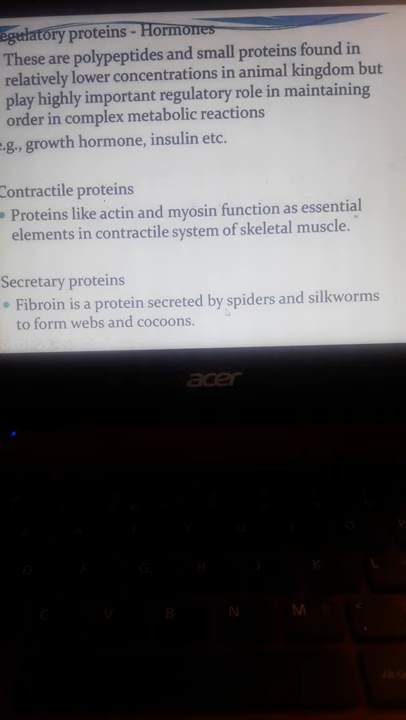 egulatory proteins - Hormones
These are polypeptides and small proteins found in
relatively lower concentrations in animal kingdom but
play highly important regulatory role in maintaining
order in complex metabolic reactions
.g., growth hormone, insulin etc.
Contractile proteins
• Proteins like actin and myosin function as essential
elements in contractile system of skeletal muscle.
Secretary proteins
• Fibroin is a protein secreted by spiders and silkworms
to form webs and cocoons.
acer
D F G H J K L
C V B N M